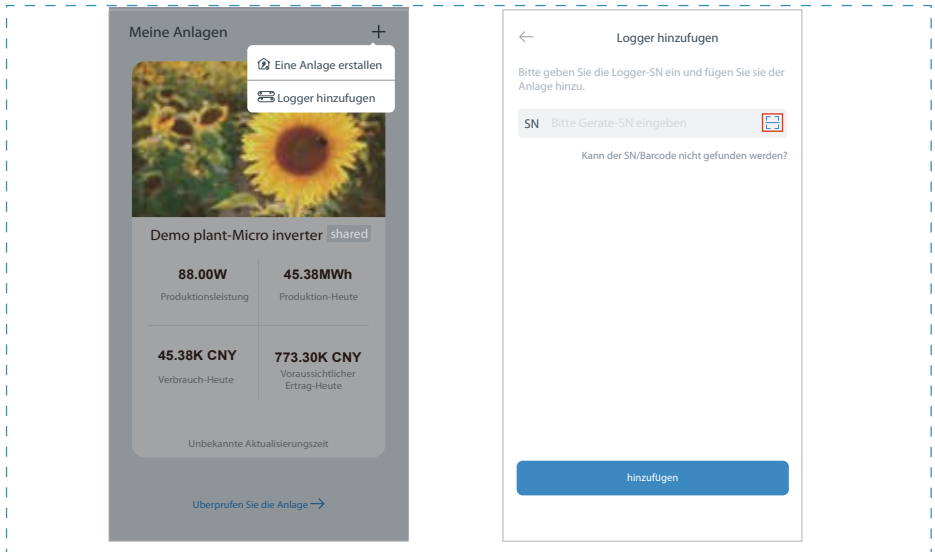 Meine Anlagen
Eine Anlage erstallen
Logger hinzufugen
Demo plant-Micro inverter shared
88.00W
Produktionsleistung
45.38MWh
Produktion-Heute
45.38K CNY
Verbrauch-Heute
773.30K CNY
Voraussichtlicher
Ertrag-Heute
Unbekannte Aktualisierungszeit
Uberprufen Sie die Anlage
Logger hinzufugen
Bitte geben Sie die Logger-SN ein und fügen Sie sie der
Anlage hinzu.
SN Bitte Gerate-SN eingeben
Kann der SN/Barcode nicht gefunden werden?
hinzufügen